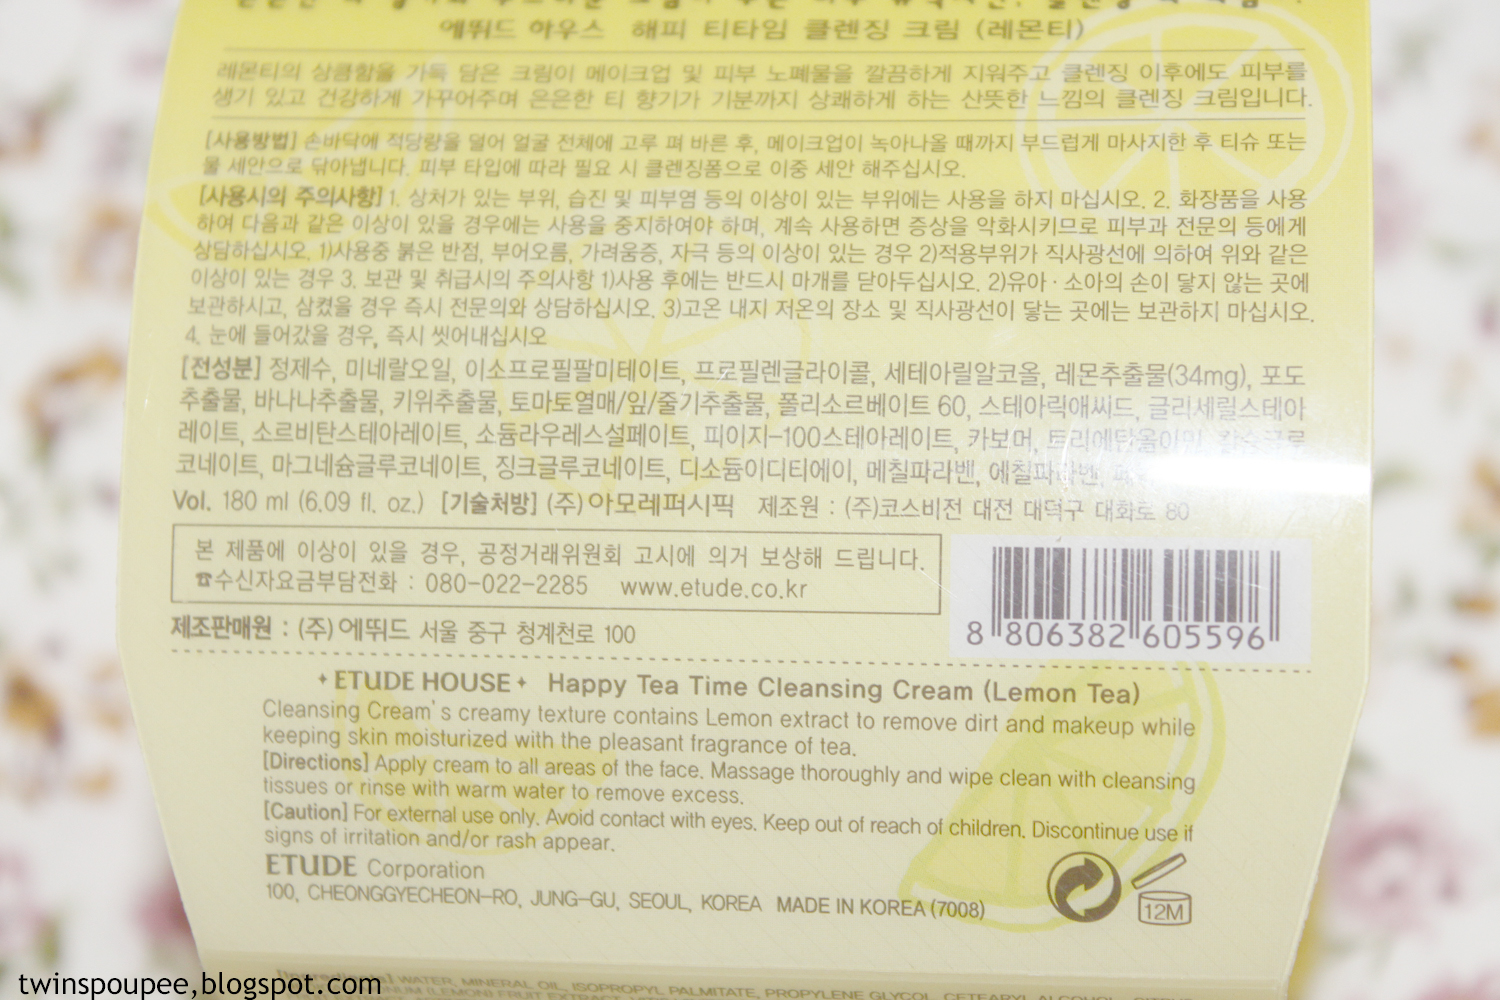 에뛰드 하우스 해피 티타임 클렌징 크림 (레몬티)
레몬티의 상큼함을 가득 담은 크림이 메이크업 및 피부 노폐물을 깔끔하게 지워주고 클렌징 이후에도 피부를
생기 있고 건강하게 가꾸어주며 은은한 티 향기가 기분까지 상쾌하게 하는 산뜻한 느낌의 클렌징 크림입니다.
[사용방법] 손바닥에 적당량을 덜어 얼굴 전체에 고루 펴 바른 후, 메이크업이 녹아나올 때까지 부드럽게 마사지한 후 티슈 또는
물 세안으로 닦아냅니다. 피부 타입에 따라 필요 시 클렌징폼으로 이중 세안 해주십시오.
[사용시의 주의사항] 1. 상처가 있는 부위, 습진 및 피부염 등의 이상이 있는 부위에는 사용을 하지 마십시오. 2. 화장품을 사용
하여 다음과 같은 이상이 있을 경우에는 사용을 중지하여야 하며, 계속 사용하면 증상을 악화시키므로 피부과 전문의 등에게
상담하십시오. 1)사용중 붉은 반점, 부어오름, 가려움증, 자극 등의 이상이 있는 경우 2)적용부위가 직사광선에 의하여 위와 같은
이상이 있는 경우 3. 보관 및 취급시의 주의사항 1)사용 후에는 반드시 마개를 닫아두십시오. 2)유아 · 소아의 손이 닿지 않는 곳에
보관하시고, 삼켰을 경우 즉시 전문의와 상담하십시오. 3)고온 내지 저온의 장소 및 직사광선이 닿는 곳에는 보관하지 마십시오.
4. 눈에 들어갔을 경우, 즉시 씻어내십시오
[전성분] 정제수, 미네랄오일, 이소프로필팔미테이트, 프로필렌글라이콜, 세테아릴알코올, 레몬추출물(34mg), 포도
추출물, 바나나추출물, 키위추출물, 토마토열매/잎/줄기추출물, 폴리소르베이트 60, 스테아릭애씨드, 글리세릴스테아
레이트, 소르비탄스테아레이트, 소듐라우레스설페이트, 피이지-100스테아레이트, 카보머, 트리에탄올아민, 칼슘글루
코네이트, 마그네슘글루코네이트, 징크글루코네이트, 디소듐이디티에이, 메칠파라벤, 에칠파라벤,
Vol. 180 ml (6.09 fl. oz.) [기술처방] (주)아모레퍼시픽 제조원 : (주)코스비전 대전 대덕구 대화로 80
본 제품에 이상이 있을 경우, 공정거래위원회 고시에 의거 보상해 드립니다.
☎수신자요금부담전화 : 080-022-2285 www.etude.co.kr
제조판매원 : (주)에뛰드 서울 중구 청계천로 100
8 806382 605596
ETUDE HOUSE Happy Tea Time Cleansing Cream (Lemon Tea)
Cleansing Cream's creamy texture contains Lemon extract to remove dirt and makeup while
keeping skin moisturized with the pleasant fragrance of tea.
[Directions] Apply cream to all areas of the face. Massage thoroughly and wipe clean with cleansing
tissues or rinse with warm water to remove excess.
[Caution] For external use only. Avoid contact with eyes. Keep out of reach of children. Discontinue use if
signs of irritation and/or rash appear.
ETUDE Corporation
100, CHEONGGYECHEON-RO, JUNG-GU, SEOUL, KOREA MADE IN KOREA (7008)
12M
[Ingredients] WATER, MINERAL OIL, ISOPROPYL PALMITATE, PROPYLENE GLYCOL, CETEARYL ALCOHOL,
twinspoupee,blogspot.com